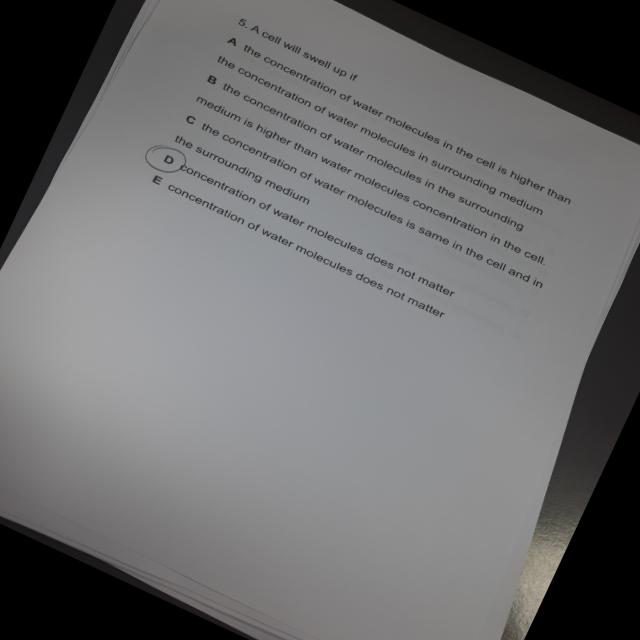 5. A cell will swell up if
A the concentration of water molecules in the cell is higher than
the concentration of water molecules in surrounding medium
B the concentration of water molecules in the surrounding
medium is higher than water molecules concentration in the cell.
C the concentration of water molecules is same in the cell and in
the surrounding medium
D concentration of water molecules does not matter
E concentration of water molecules does not matter